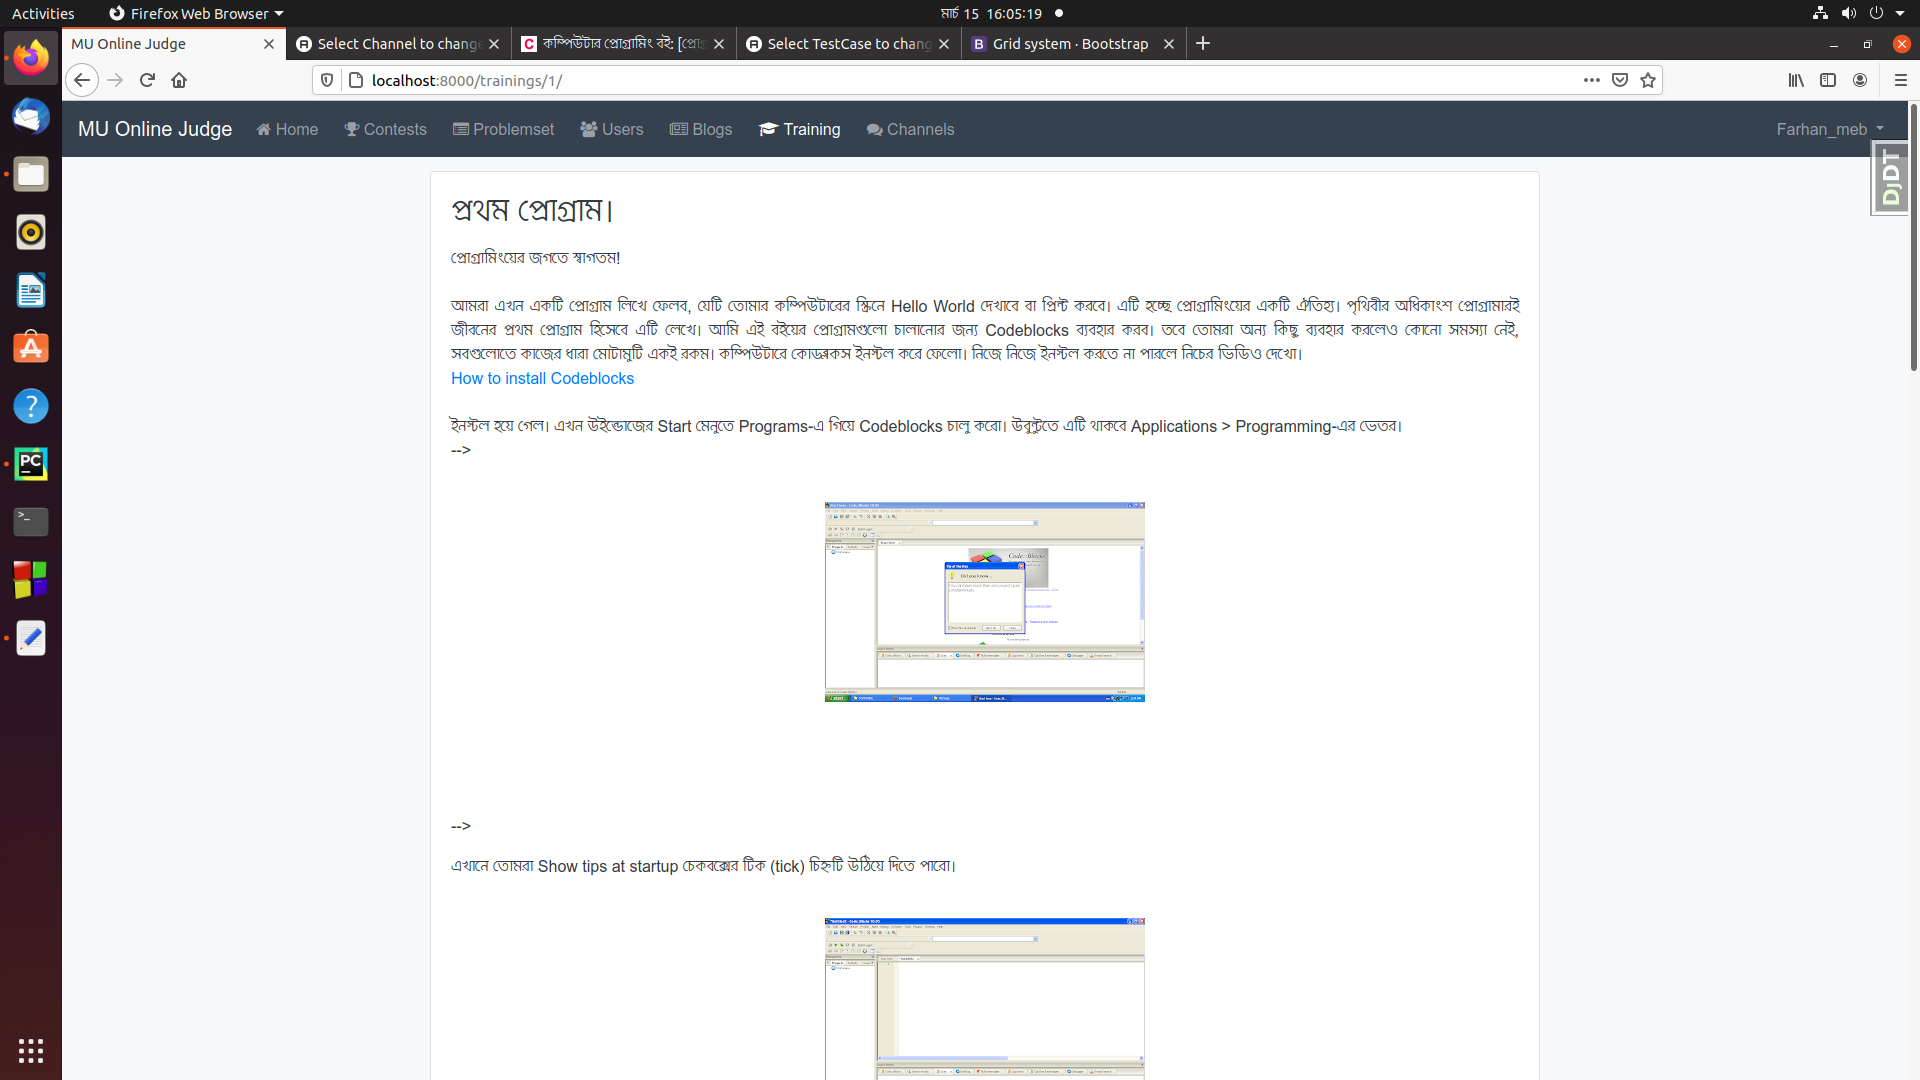 Activities
Firefox Web Browser
মার্চ 15 16:05:19
MU Online Judge
Select Channel to change
কম্পিউটার প্রোগ্রামিং বই: [প্রোগ্র
Select TestCase to chang
Grid system · Bootstrap
localhost:8000/trainings/1/
MU Online Judge
Home
Contests
Problemset
Users
Blogs
Training
Channels
Farhan_meb
DjDT
প্রথম প্রোগ্রাম।
প্রোগ্রামিংয়ের জগতে স্বাগতম!
আমরা এখন একটি প্রোগ্রাম লিখে ফেলব, যেটি তোমার কম্পিউটারের স্ক্রিনে Hello World দেখাবে বা প্রিন্ট করবে। এটি হচ্ছে প্রোগ্রামিংয়ের একটি ঐতিহ্য। পৃথিবীর অধিকাংশ প্রোগ্রামারই
জীবনের প্রথম প্রোগ্রাম হিসেবে এটি লেখে। আমি এই বইয়ের প্রোগ্রামগুলো চালানোর জন্য Codeblocks ব্যবহার করব। তবে তোমরা অন্য কিছু ব্যবহার করলেও কোনো সমস্যা নেই,
সবগুলোতে কাজের ধারা মোটামুটি একই রকম। কম্পিউটারে কোডব্লকস ইনস্টল করে ফেলো। নিজে নিজে ইনস্টল করতে না পারলে নিচের ভিডিও দেখো।
How to install Codeblocks
ইনস্টল হয়ে গেল। এখন উইন্ডোজের Start মেনুতে Programs-এ গিয়ে Codeblocks চালু করো। উবুন্টুতে এটি থাকবে Applications > Programming-এর ভেতর।
-->
Code::Blocks
Did you know...
-->
এখানে তোমরা Show tips at startup চেকবক্সের টিক (tick) চিহ্নটি উঠিয়ে দিতে পারো।